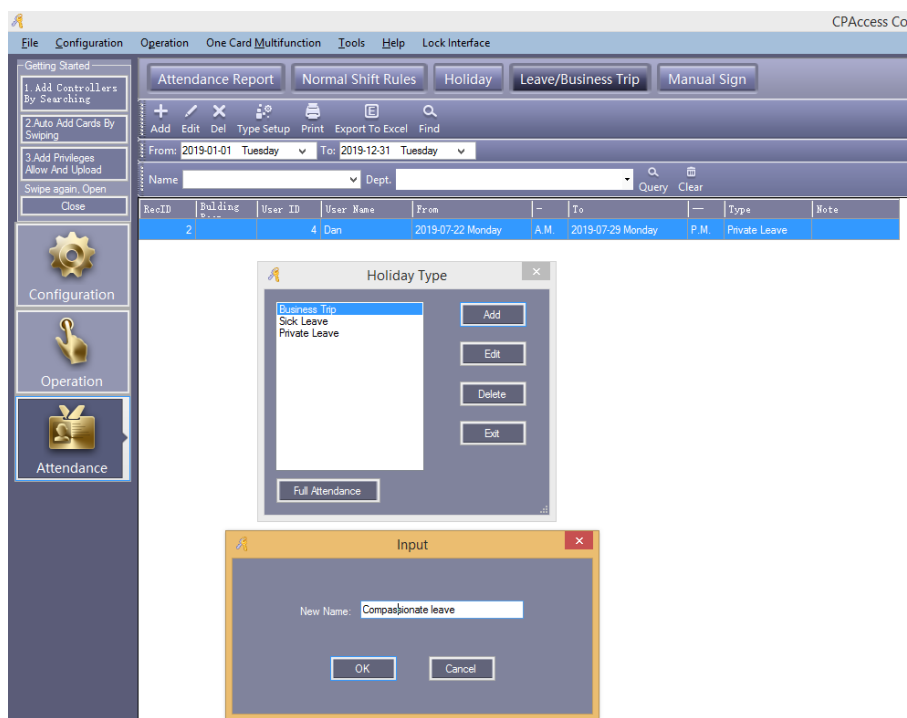 CPAccess Co
File Configuration Operation One Card Multifunction Tools Help Lock Interface
Getting Started
1. Add Controllers
By Searching
2.Auto Add Cards By
Swiping
3.Add Privileges
Allow And Upload
Swipe again, Open
Close
Configuration
Operation
Attendance
Attendance Report Normal Shift Rules Holiday Leave/Business Trip Manual Sign
Add Edit Del Type Setup Print Export To Excel Find
From: 2019-01-01 Tuesday To: 2019-12-31 Tuesday
Name Dept. Query Clear
RecID Bulding User ID User Name From - To — Type Note
2 4 Dan 2019-07-22 Monday A.M. 2019-07-29 Monday P.M. Private Leave
Holiday Type
Business Trip
Sick Leave
Private Leave
Add
Edit
Delete
Exit
Full Attendance
Input
New Name: Compassionate leave
OK Cancel